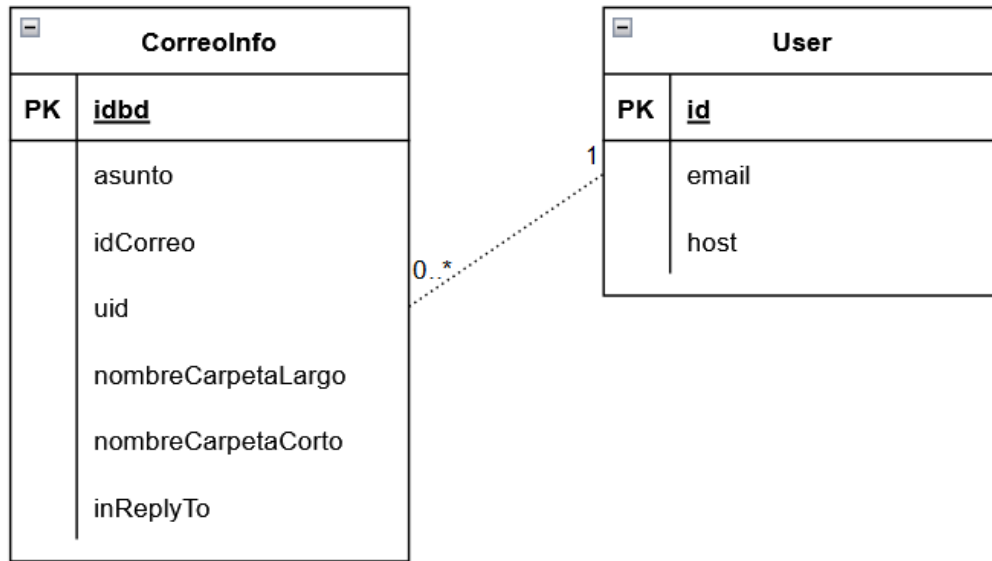 CorreoInfo
PK idbd
asunto
idCorreo
uid
nombreCarpetaLargo
nombreCarpetaCorto
inReplyTo
0..*
1
User
PK id
email
host